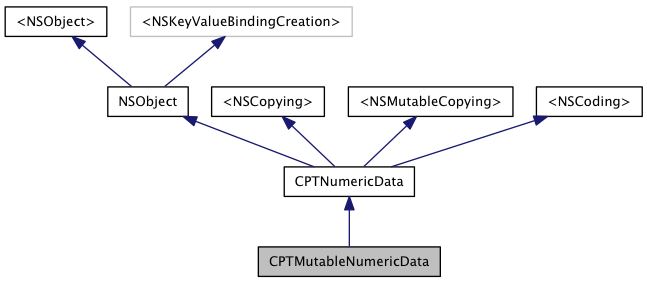 <NSObject>
<NSKeyValueBindingCreation>
NSObject
<NSCopying>
<NSMutableCopying>
<NSCoding>
CPTNumericData
CPTMutableNumericData